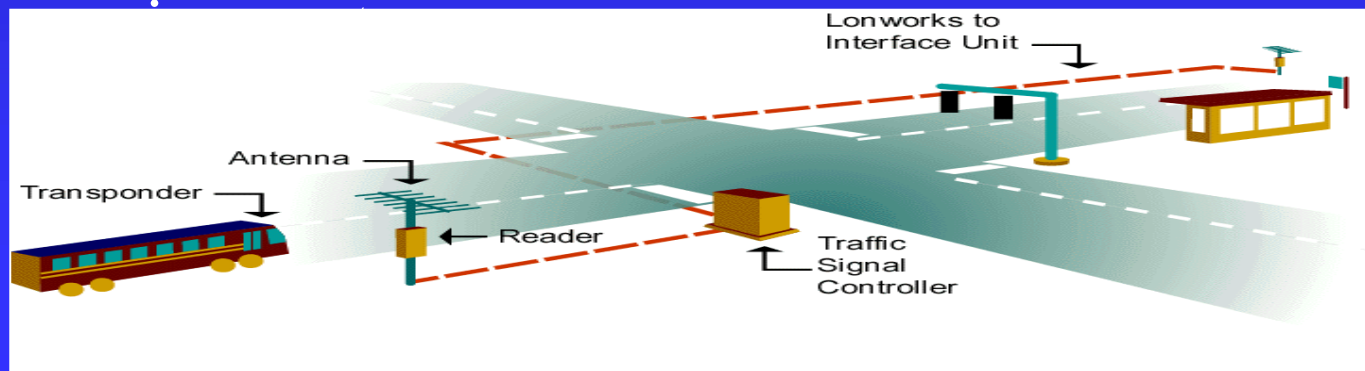 Lonworks to
Interface Unit
Antenna
Transponder
Reader
Traffic
Signal
Controller